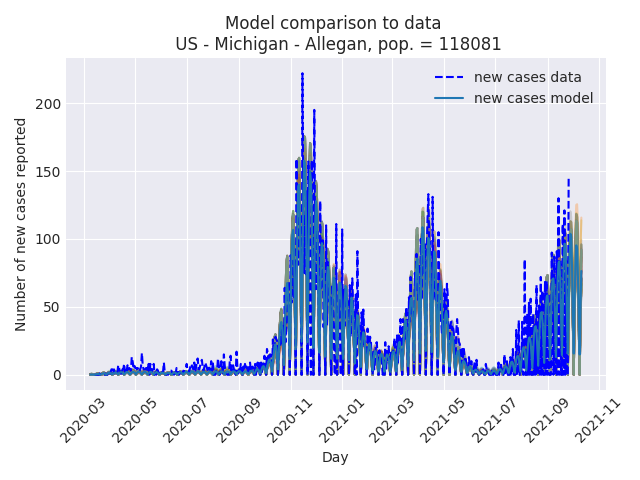 Model comparison to data
US - Michigan - Allegan, pop. = 118081
new cases data
new cases model
Number of new cases reported
200
150
100
50
0
2020-03
2020-05
2020-07
2020-09
2020-11
2021-01
2021-03
2021-05
2021-07
2021-09
2021-11
Day